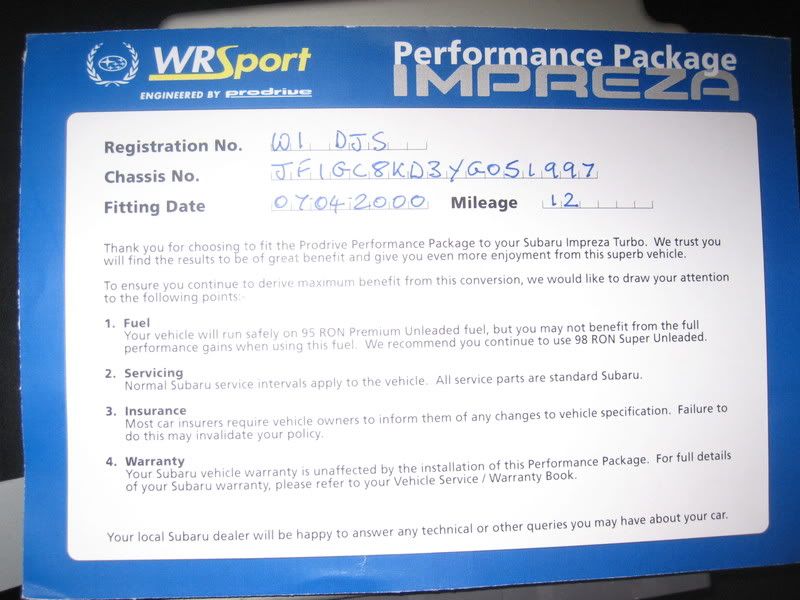 WRSport
ENGINEERED BY prodrive
Performance Package
IMPREZA
Registration No. W1 DJS
Chassis No. JF1GC8KD3YG051997
Fitting Date 07 04 2000 Mileage 12
Thank you for choosing to fit the Prodrive Performance Package to your Subaru Impreza Turbo. We trust you
will find the results to be of great benefit and give you even more enjoyment from this superb vehicle.
To ensure you continue to derive maximum benefit from this conversion, we would like to draw your attention
to the following points:-
1. Fuel
Your vehicle will run safely on 95 RON Premium Unleaded fuel, but you may not benefit from the full
performance gains when using this fuel. We recommend you continue to use 98 RON Super Unleaded.
2. Servicing
Normal Subaru service intervals apply to the vehicle. All service parts are standard Subaru.
3. Insurance
Most car insurers require vehicle owners to inform them of any changes to vehicle specification. Failure to
do this may invalidate your policy.
4. Warranty
Your Subaru vehicle warranty is unaffected by the installation of this Performance Package. For full details
of your Subaru warranty, please refer to your Vehicle Service / Warranty Book.
Your local Subaru dealer will be happy to answer any technical or other queries you may have about your car.